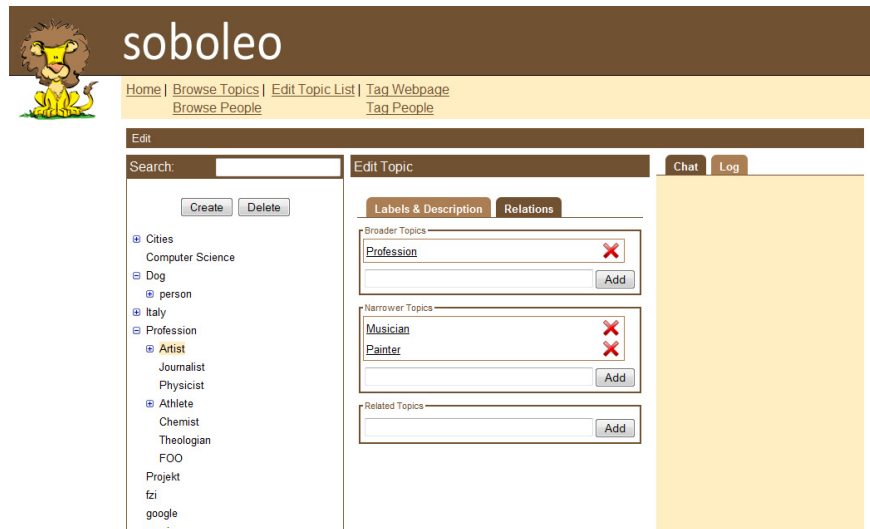 soboleo
Home | Browse Topics | Edit Topic List | Tag Webpage
Browse People Tag People
Edit
Search:
Create Delete
Cities
Computer Science
Dog
person
Italy
Profession
Artist
Journalist
Physicist
Athlete
Chemist
Theologian
FOO
Projekt
fzi
google
Edit Topic
Labels & Description Relations
Broader Topics
Profession
Add
Narrower Topics
Musician
Painter
Add
Related Topics
Add
Chat Log